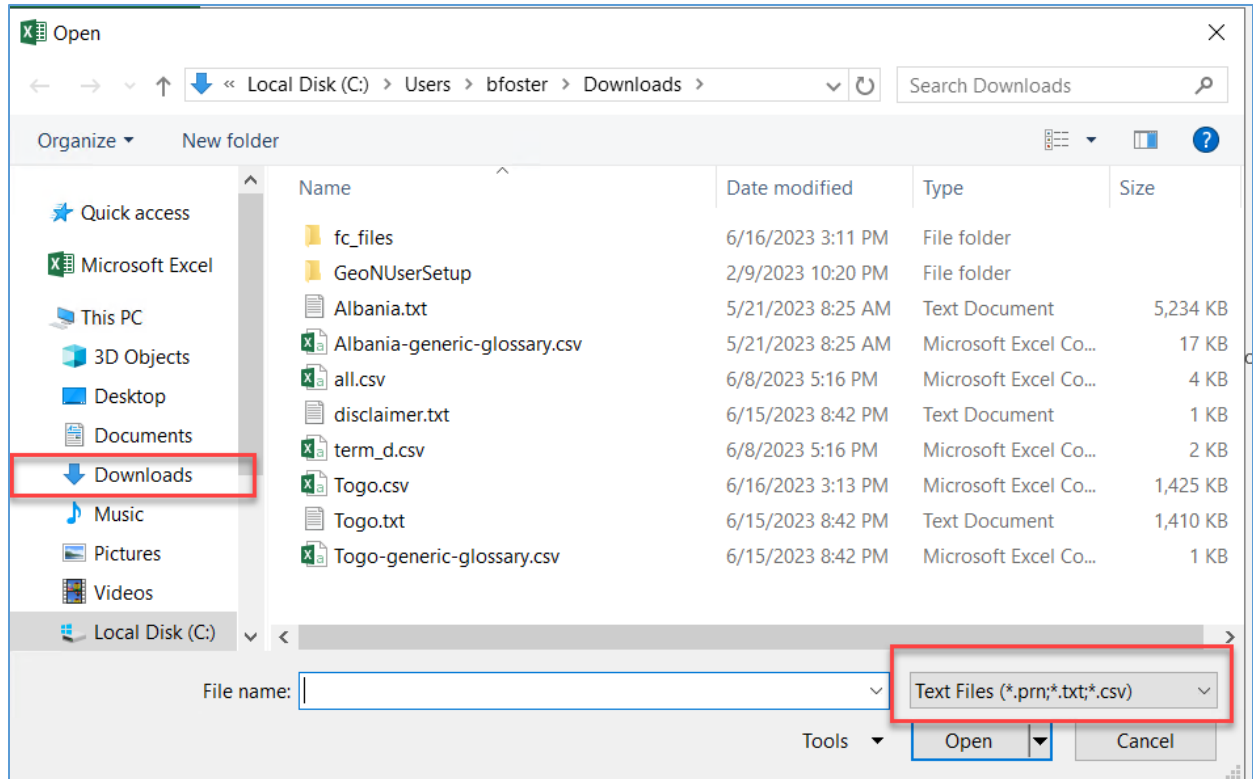 Open
« Local Disk (C:) > Users > bfoster > Downloads >
Search Downloads
Organize
New folder
?
Quick access
Microsoft Excel
This PC
3D Objects
Desktop
Documents
Downloads
Music
Pictures
Videos
Local Disk (C:)
Name Date modified Type Size
fc_files 6/16/2023 3:11 PM File folder
GeoNUserSetup 2/9/2023 10:20 PM File folder
Albania.txt 5/21/2023 8:25 AM Text Document 5,234 KB
Albania-generic-glossary.csv 5/21/2023 8:25 AM Microsoft Excel Co... 17 KB
all.csv 6/8/2023 5:16 PM Microsoft Excel Co... 4 KB
disclaimer.txt 6/15/2023 8:42 PM Text Document 1 KB
term_d.csv 6/8/2023 5:16 PM Microsoft Excel Co... 2 KB
Togo.csv 6/16/2023 3:13 PM Microsoft Excel Co... 1,425 KB
Togo.txt 6/15/2023 8:42 PM Text Document 1,410 KB
Togo-generic-glossary.csv 6/15/2023 8:42 PM Microsoft Excel Co... 1 KB
File name:
Text Files (*.prn;*.txt;*.csv)
Tools
Open
Cancel